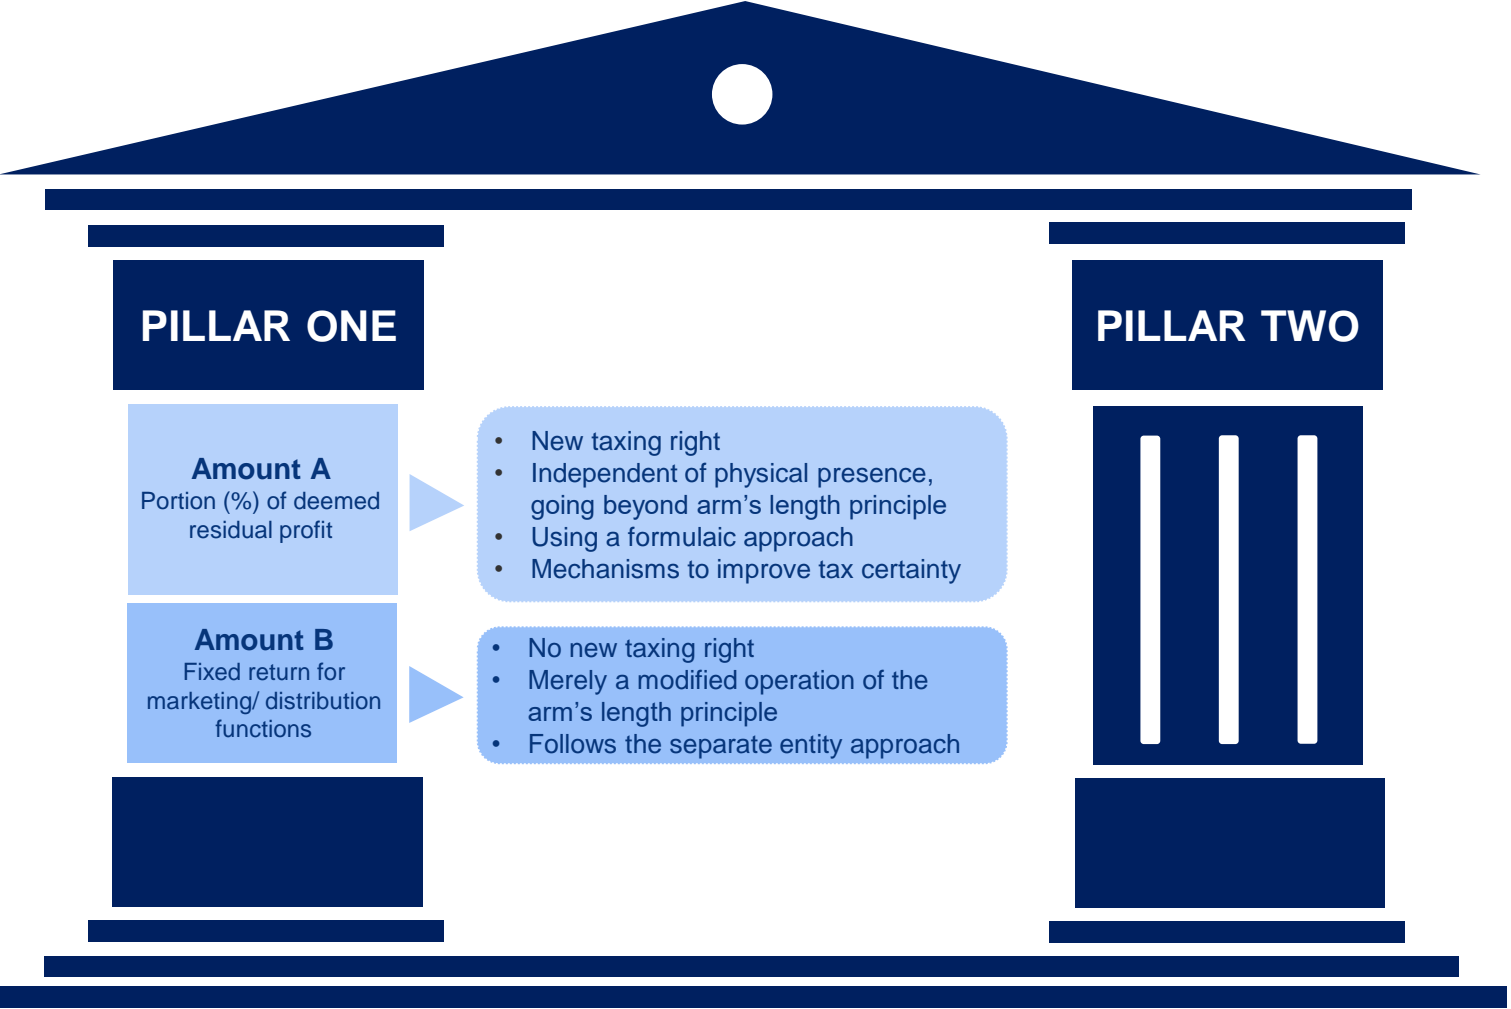 PILLAR ONE
PILLAR TWO
Amount A
Portion (%) of deemed
residual profit
• New taxing right
• Independent of physical presence,
going beyond arm’s length principle
• Using a formulaic approach
• Mechanisms to improve tax certainty
Amount B
Fixed return for
marketing/ distribution
functions
• No new taxing right
• Merely a modified operation of the
arm’s length principle
• Follows the separate entity approach